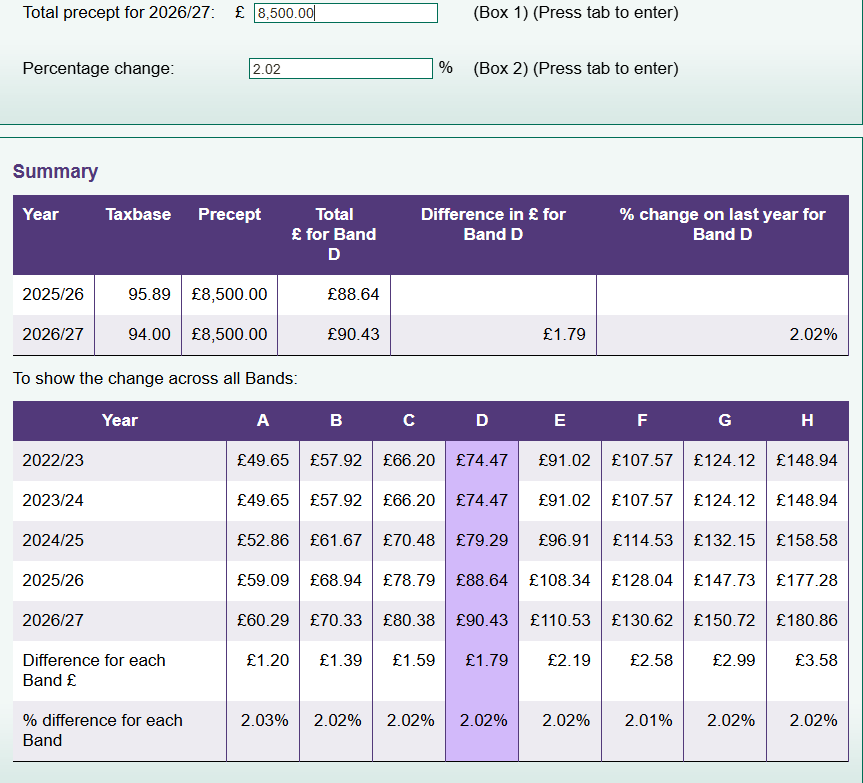 Total precept for 2026/27: £ 8,500.00 (Box 1) (Press tab to enter)
Percentage change: 2.02 % (Box 2) (Press tab to enter)
Summary
Year Taxbase Precept Total £ for Band D Difference in £ for Band D % change on last year for Band D
2025/26 95.89 £8,500.00 £88.64
2026/27 94.00 £8,500.00 £90.43 £1.79 2.02%
To show the change across all Bands:
Year A B C D E F G H
2022/23 £49.65 £57.92 £66.20 £74.47 £91.02 £107.57 £124.12 £148.94
2023/24 £49.65 £57.92 £66.20 £74.47 £91.02 £107.57 £124.12 £148.94
2024/25 £52.86 £61.67 £70.48 £79.29 £96.91 £114.53 £132.15 £158.58
2025/26 £59.09 £68.94 £78.79 £88.64 £108.34 £128.04 £147.73 £177.28
2026/27 £60.29 £70.33 £80.38 £90.43 £110.53 £130.62 £150.72 £180.86
Difference for each Band £ £1.20 £1.39 £1.59 £1.79 £2.19 £2.58 £2.99 £3.58
% difference for each Band 2.03% 2.02% 2.02% 2.02% 2.02% 2.01% 2.02% 2.02%